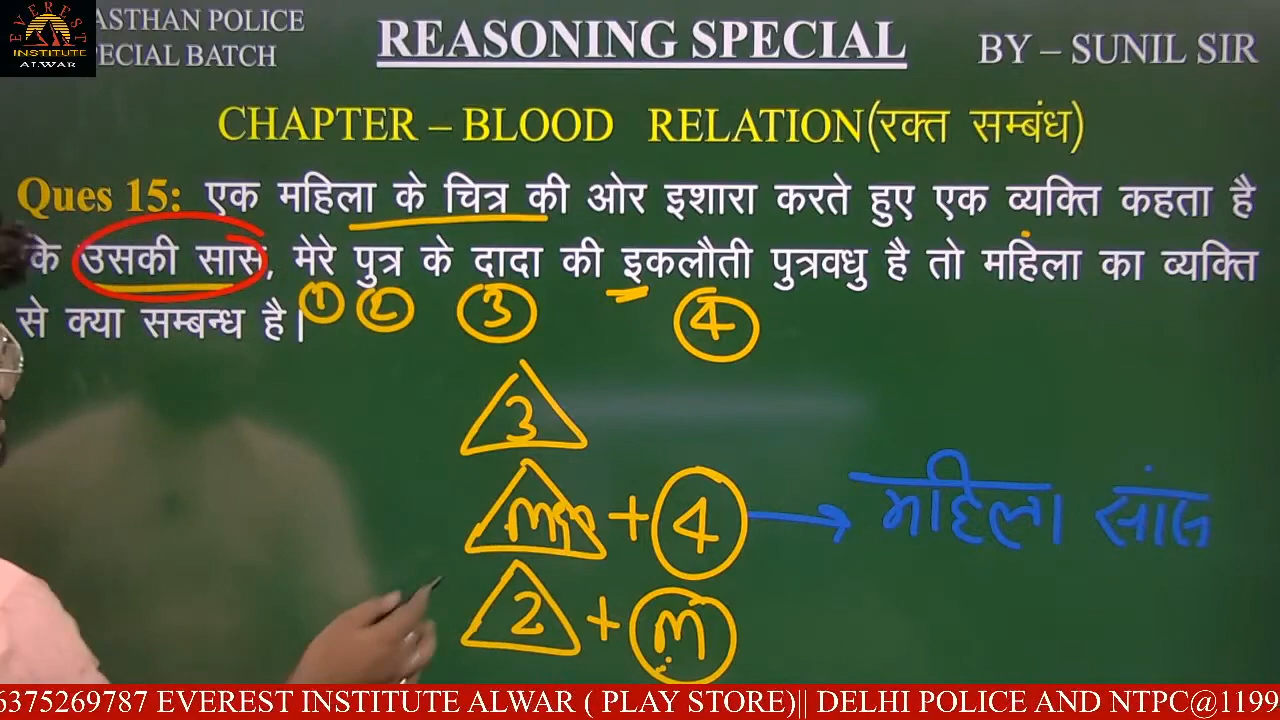 EVEREST
INSTITUTE
ALWAR
ASTHAN POLICE
PECIAL BATCH
REASONING SPECIAL
BY – SUNIL SIR
CHAPTER – BLOOD RELATION(रक्त सम्बंध)
Ques 15: एक महिला के चित्र की ओर इशारा करते हुए एक व्यक्ति कहता है
के उसकी सास, मेरे पुत्र के दादा की इकलौती पुत्रवधु है तो महिला का व्यक्ति
से क्या सम्बन्ध है।
1 2 3 4
3
+ 4 महिला सांस
2 + m
6375269787 EVEREST INSTITUTE ALWAR ( PLAY STORE)|| DELHI POLICE AND NTPC@1199